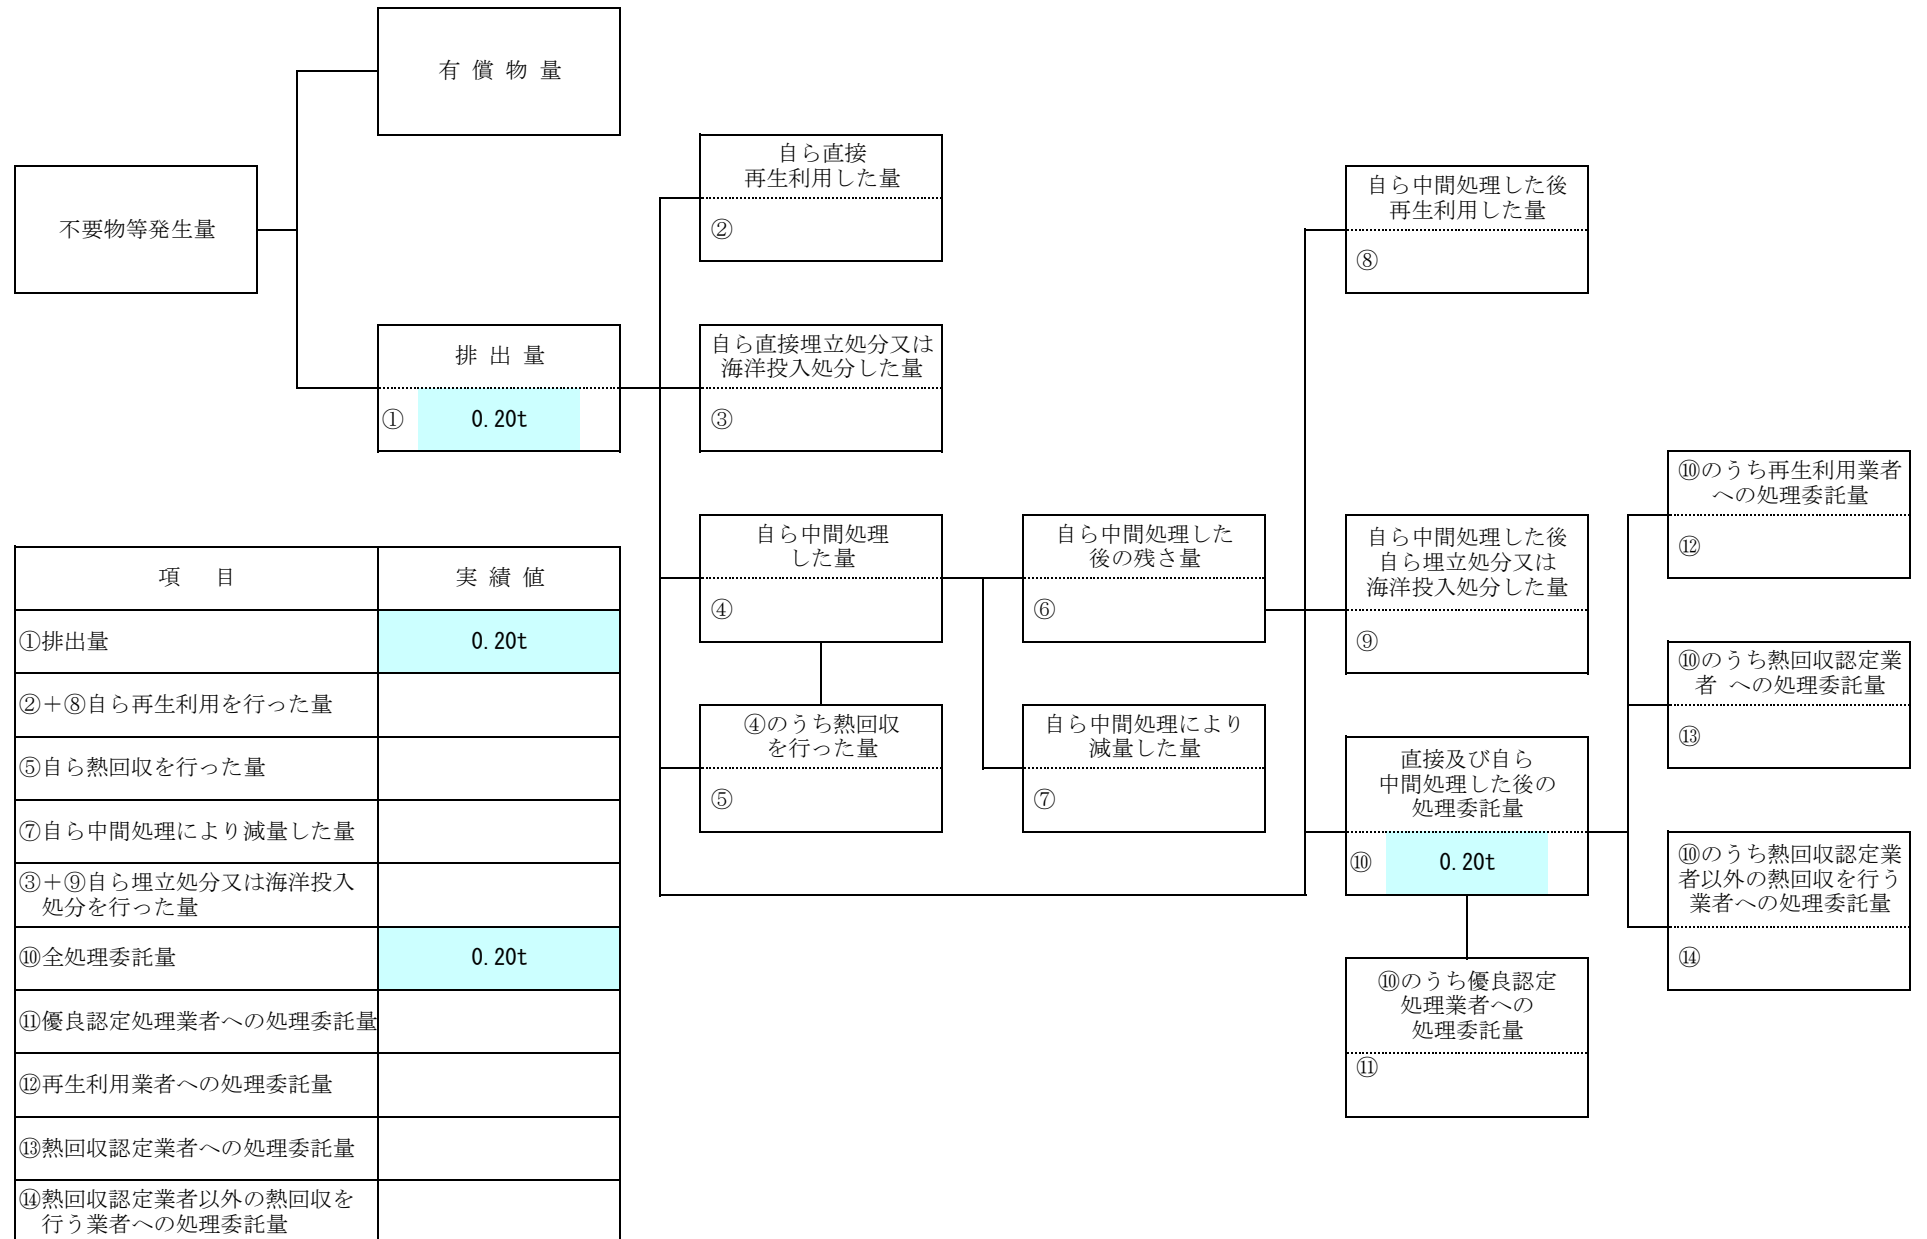 有 償 物 量
不要物等発生量
排 出 量
① 0.20t
自ら直接
再生利用した量
②
自ら直接埋立処分又は
海洋投入処分した量
③
自ら中間処理
した量
④
④のうち熱回収
を行った量
⑤
自ら中間処理した
後の残さ量
⑥
自ら中間処理により
減量した量
⑦
自ら中間処理した後
再生利用した量
⑧
自ら中間処理した後
自ら埋立処分又は
海洋投入処分した量
⑨
直接及び自ら
中間処理した後の
処理委託量
⑩ 0.20t
⑩のうち優良認定
処理業者への
処理委託量
⑪
⑩のうち再生利用業者
への処理委託量
⑫
⑩のうち熱回収認定業
者 への処理委託量
⑬
⑩のうち熱回収認定業
者以外の熱回収を行う
業者への処理委託量
⑭
項 目 実 績 値
①排出量 0.20t
②＋⑧自ら再生利用を行った量
⑤自ら熱回収を行った量
⑦自ら中間処理により減量した量
③＋⑨自ら埋立処分又は海洋投入
処分を行った量
⑩全処理委託量 0.20t
⑪優良認定処理業者への処理委託量
⑫再生利用業者への処理委託量
⑬熱回収認定業者への処理委託量
⑭熱回収認定業者以外の熱回収を
行う業者への処理委託量